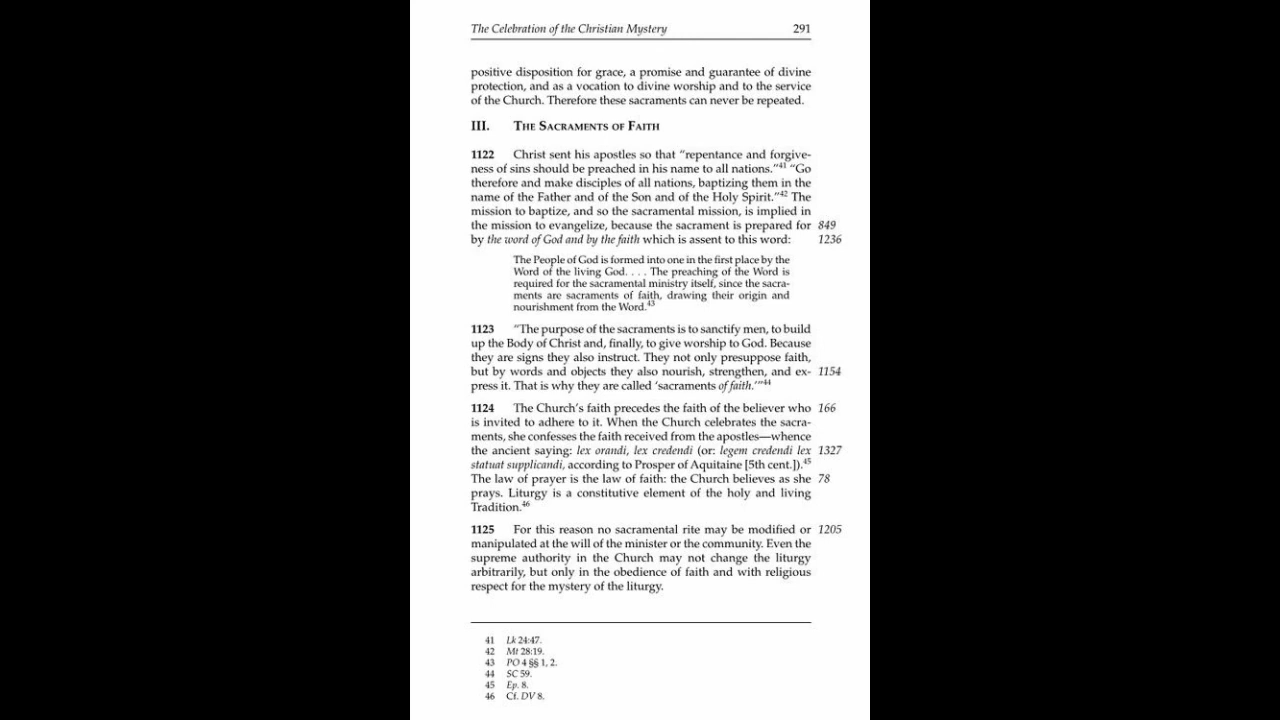 The Celebration of the Christian Mystery 291
positive disposition for grace, a promise and guarantee of divine
protection, and as a vocation to divine worship and to the service
of the Church. Therefore these sacraments can never be repeated.
III. The Sacraments of Faith
1122 Christ sent his apostles so that “repentance and forgive-
ness of sins should be preached in his name to all nations.”41 “Go
therefore and make disciples of all nations, baptizing them in the
name of the Father and of the Son and of the Holy Spirit.”42 The
mission to baptize, and so the sacramental mission, is implied in
the mission to evangelize, because the sacrament is prepared for 849
by the word of God and by the faith which is assent to this word: 1236
The People of God is formed into one in the first place by the
Word of the living God. . . . The preaching of the Word is
required for the sacramental ministry itself, since the sacra-
ments are sacraments of faith, drawing their origin and
nourishment from the Word.43
1123 “The purpose of the sacraments is to sanctify men, to build
up the Body of Christ and, finally, to give worship to God. Because
they are signs they also instruct. They not only presuppose faith,
but by words and objects they also nourish, strengthen, and ex- 1154
press it. That is why they are called ‘sacraments of faith.’”44
1124 The Church’s faith precedes the faith of the believer who 166
is invited to adhere to it. When the Church celebrates the sacra-
ments, she confesses the faith received from the apostles—whence
the ancient saying: lex orandi, lex credendi (or: legem credendi lex 1327
statuat supplicandi, according to Prosper of Aquitaine [5th cent.]).45
The law of prayer is the law of faith: the Church believes as she 78
prays. Liturgy is a constitutive element of the holy and living
Tradition.46
1125 For this reason no sacramental rite may be modified or 1205
manipulated at the will of the minister or the community. Even the
supreme authority in the Church may not change the liturgy
arbitrarily, but only in the obedience of faith and with religious
respect for the mystery of the liturgy.
41 Lk 24:47.
42 Mt 28:19.
43 PO 4 §§ 1, 2.
44 SC 59.
45 Ep. 8.
46 Cf. DV 8.